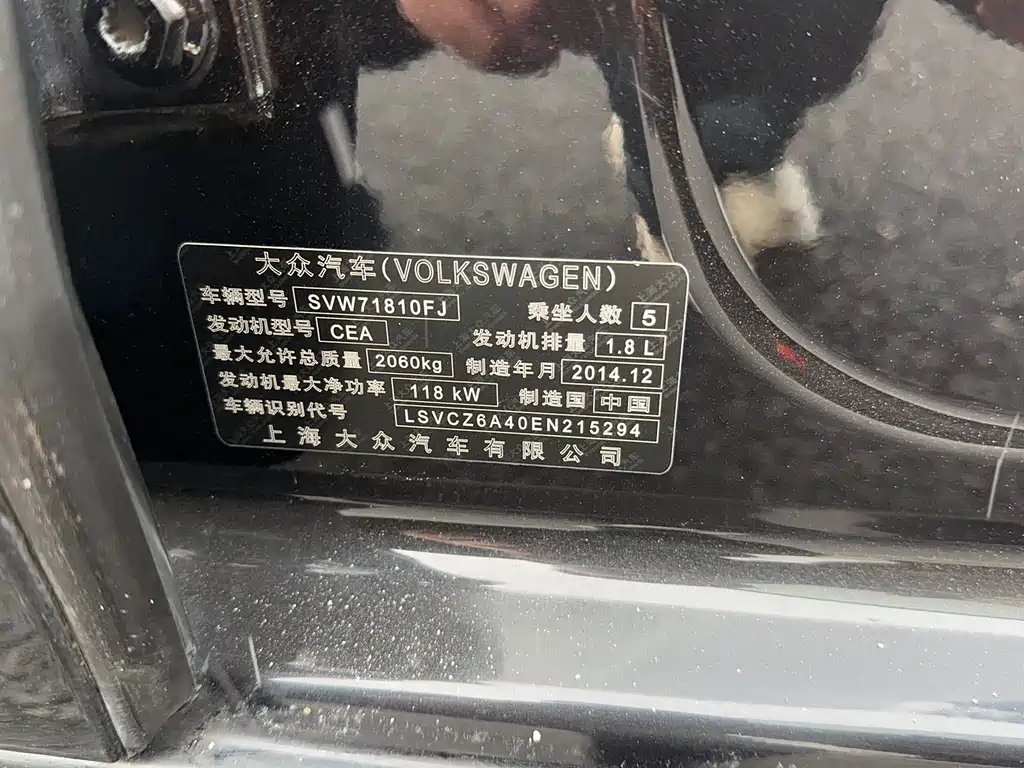 大众汽车(VOLKSWAGEN)
车辆型号 SVW71810FJ 乘坐人数 5
发动机型号 CEA 发动机排量 1.8 L
最大允许总质量 2060kg 制造年月 2014.12
发动机最大净功率 118 kW 制造国 中国
车辆识别代号 LSVCZ6A40EN215294
上海大众汽车有限公司